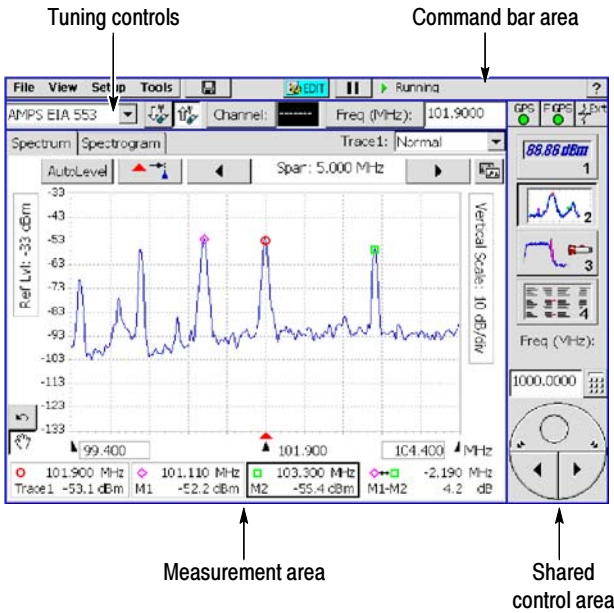 Tuning controls
Command bar area
File View Setup Tools EDIT Running ?
AMPS EIA 553 Channel: ------- Freq (MHz): 101.9000
GPS F GPS Ext
Spectrum Spectrogram Trace1: Normal
AutoLevel Span: 5.000 MHz
88.88 dBm
1
2
3
4
Freq (MHz):
1000.0000
Ref Lvl: -33 dBm
-33
-43
-53
-63
-73
-83
-93
-103
-113
-123
-133
Vertical Scale: 10 dB/div
99.400 101.900 104.400 MHz
101.900 MHz 101.110 MHz 103.300 MHz -2.190 MHz
Trace1 -53.1 dBm M1 -52.2 dBm M2 -55.4 dBm M1-M2 4.2 dB
Measurement area
Shared
control area